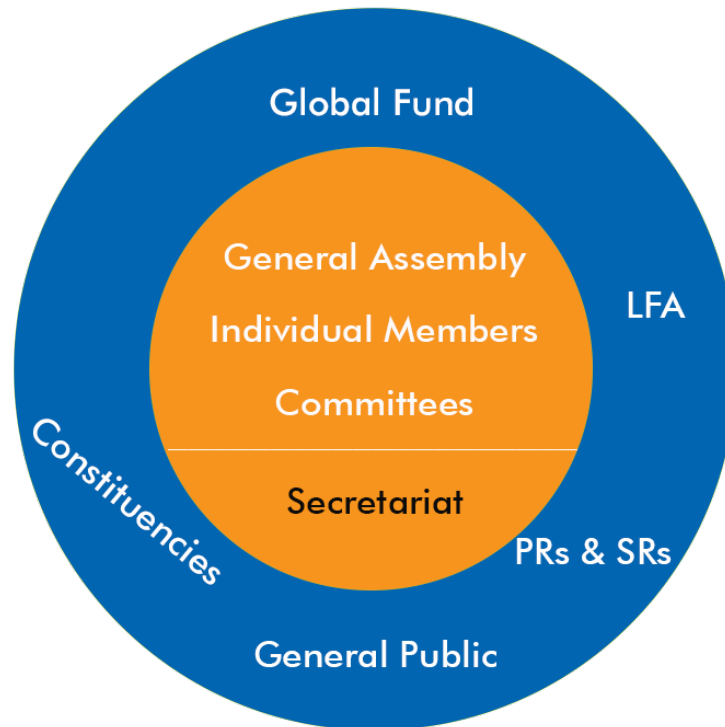 Global Fund
General Assembly
LFA
Individual Members
Committees
Constituencies
Secretariat
PRs & SRs
General Public